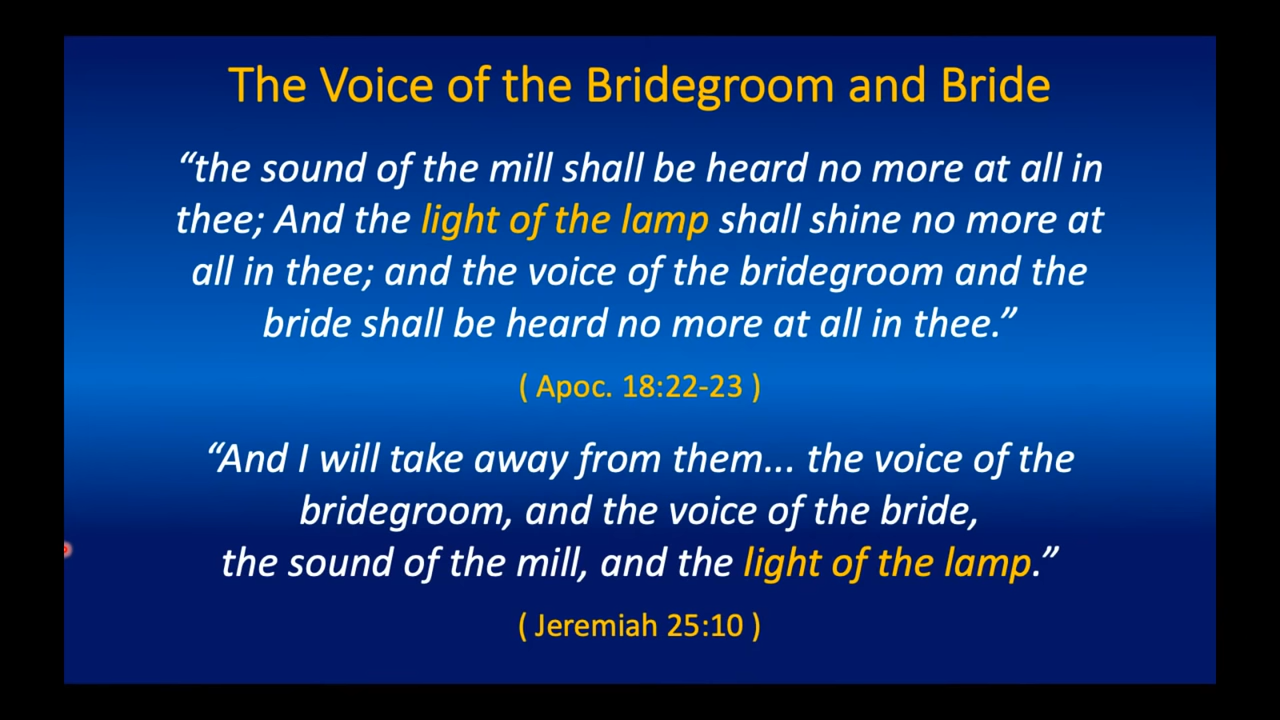 The Voice of the Bridegroom and Bride
“the sound of the mill shall be heard no more at all in
thee; And the light of the lamp shall shine no more at
all in thee; and the voice of the bridegroom and the
bride shall be heard no more at all in thee.”
( Apoc. 18:22-23 )
“And I will take away from them... the voice of the
bridegroom, and the voice of the bride,
the sound of the mill, and the light of the lamp.”
( Jeremiah 25:10 )